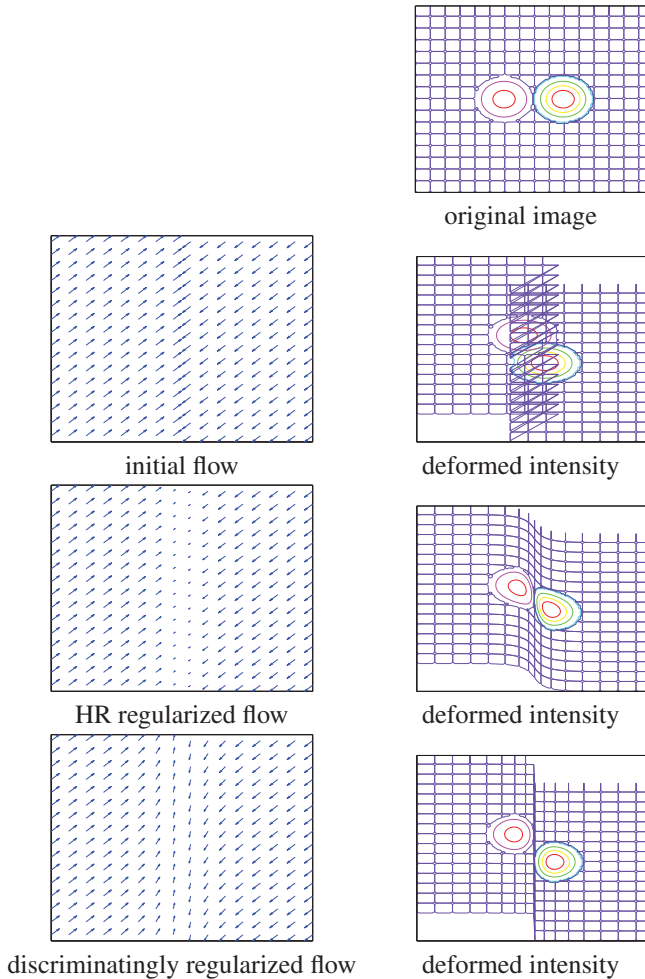 original image
initial flow
deformed intensity
HR regularized flow
deformed intensity
discriminatingly regularized flow
deformed intensity